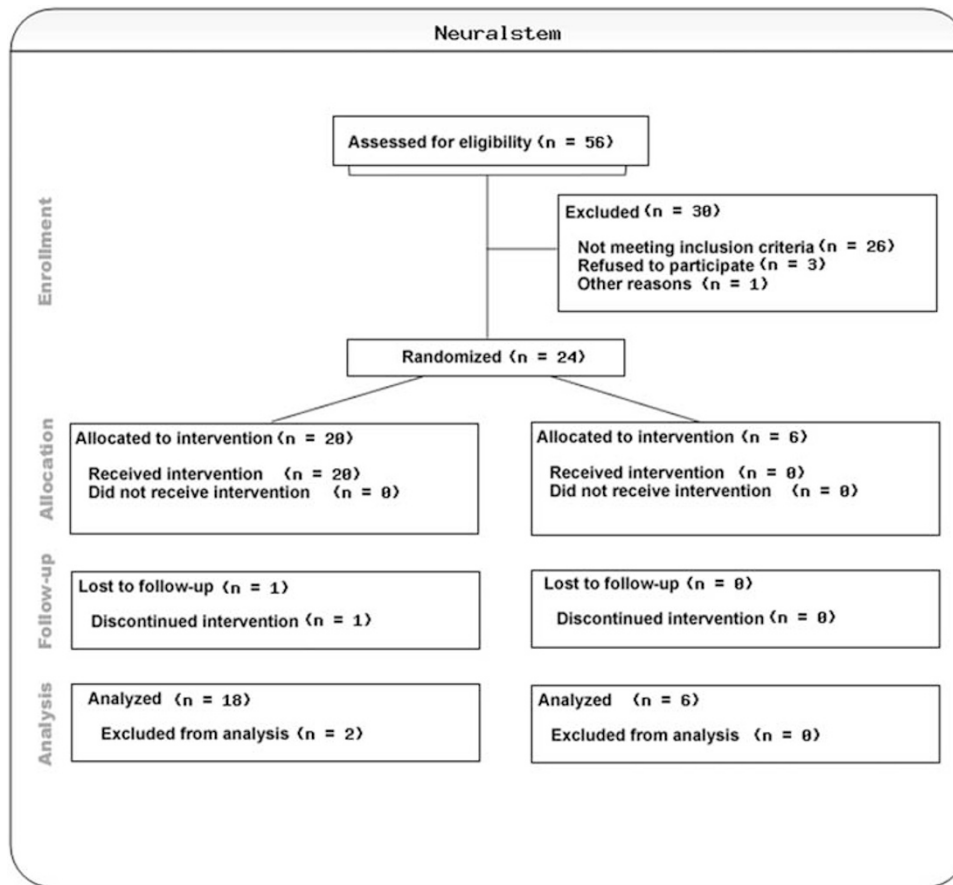 Neuralstem
Assessed for eligibility (n = 56)
Enrollment
Excluded (n = 30)
Not meeting inclusion criteria (n = 26)
Refused to participate (n = 3)
Other reasons (n = 1)
Randomized (n = 24)
Allocation
Allocated to intervention (n = 20)
Received intervention (n = 20)
Did not receive intervention (n = 0)
Allocated to intervention (n = 6)
Received intervention (n = 0)
Did not receive intervention (n = 0)
Follow-up
Lost to follow-up (n = 1)
Discontinued intervention (n = 1)
Lost to follow-up (n = 0)
Discontinued intervention (n = 0)
Analysis
Analyzed (n = 18)
Excluded from analysis (n = 2)
Analyzed (n = 6)
Excluded from analysis (n = 0)